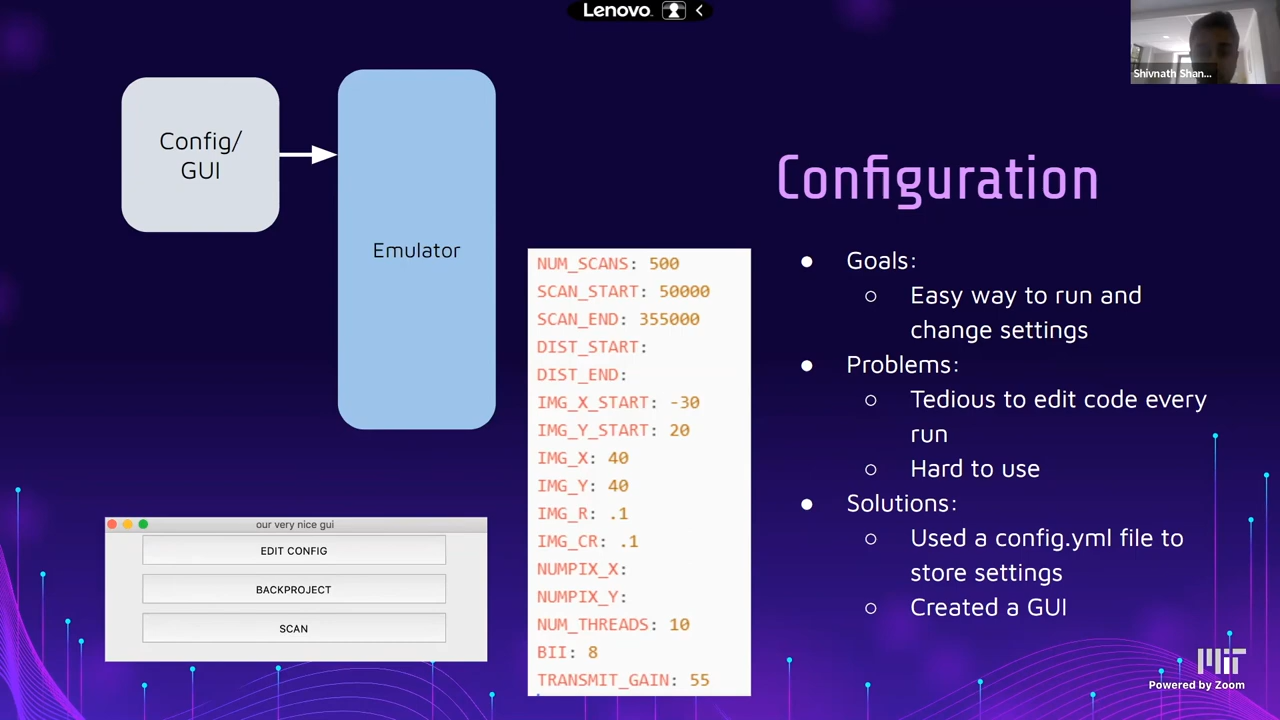 Lenovo
Shivnath Shan...
Config/
GUI
Emulator
Configuration
NUM_SCANS: 500
SCAN_START: 50000
SCAN_END: 355000
DIST_START:
DIST_END:
IMG_X_START: -30
IMG_Y_START: 20
IMG_X: 40
IMG_Y: 40
IMG_R: .1
IMG_CR: .1
NUMPIX_X:
NUMPIX_Y:
NUM_THREADS: 10
BII: 8
TRANSMIT_GAIN: 55
Goals:
Easy way to run and
change settings
Problems:
Tedious to edit code every
run
Hard to use
Solutions:
Used a config.yml file to
store settings
Created a GUI
our very nice gui
EDIT CONFIG
BACKPROJECT
SCAN
MIT
Powered by Zoom